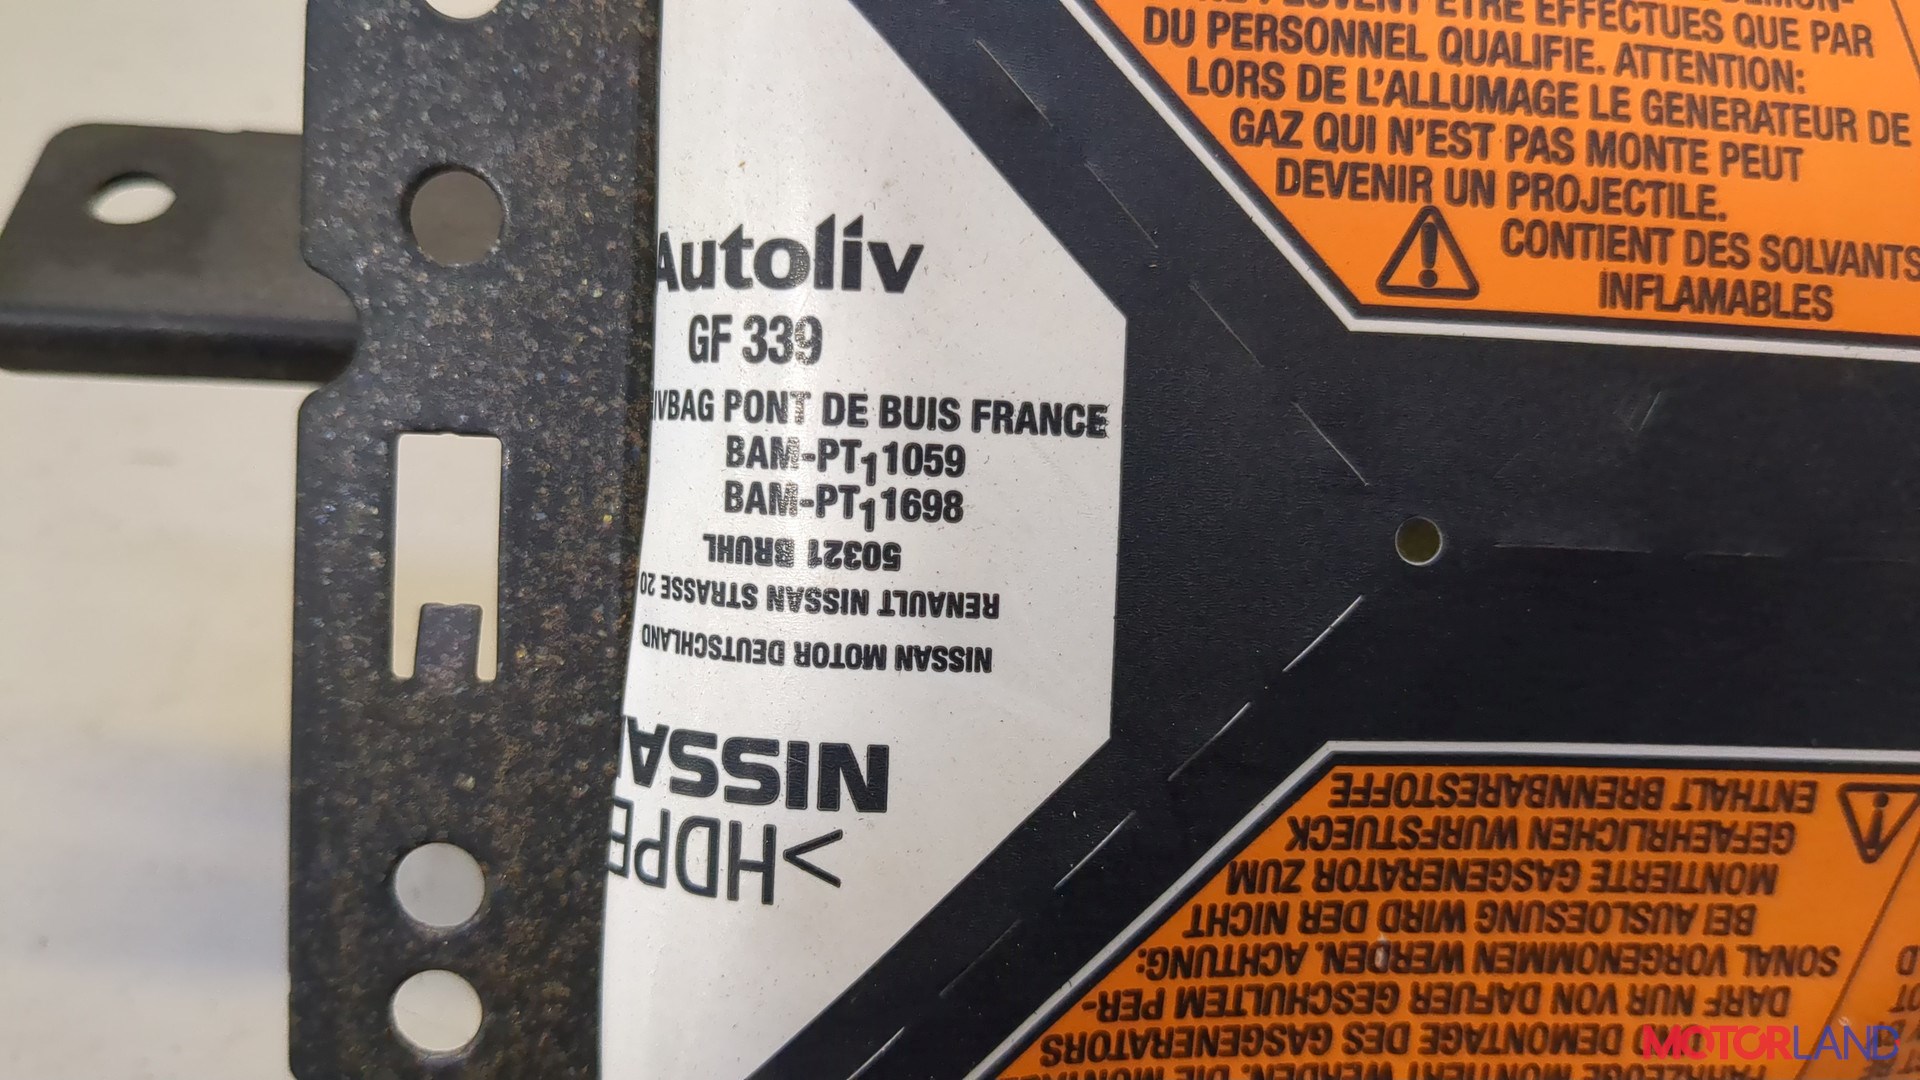 EFFECTUES QUE PAR
DU PERSONNEL QUALIFIE. ATTENTION:
LORS DE L'ALLUMAGE LE GENERATEUR DE
GAZ QUI N'EST PAS MONTE PEUT
DEVENIR UN PROJECTILE.
CONTIENT DES SOLVANTS
INFLAMABLES
Autoliv
GF 339
PONT DE BUIS FRANCE
BAM-PT₁1059
BAM-PT₁1698
NISSAN MOTOR DEUTSCHLAND
RENAULT NISSAN STRASSE 20
50321 BRUHL
>HDPE
NISSA
DEMONTAGE DES GASGENERATORS
DARF NUR VON DAFUER GESCHULTEM PER-
SONAL VORGENOMMEN WERDEN. ACHTUNG:
BEI AUSLOESUNG WIRD DER NICHT
MONTIERTE GASGENERATOR ZUM
GEFAEHRLICHEN WURFSTUECK
ENTHALT BRENNBARESTOFFE
MOTORLAND